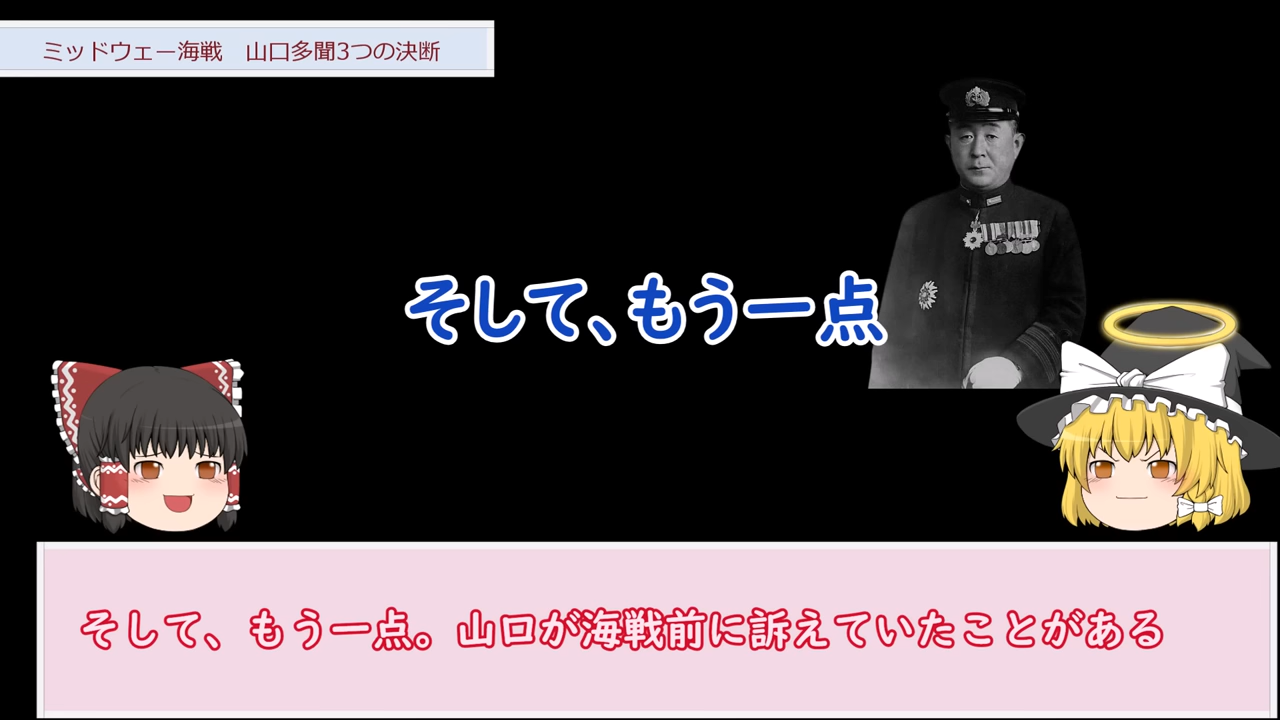 ミッドウェー海戦　山口多聞3つの決断
そして、もう一点
そして、もう一点。山口が海戦前に訴えていたことがある